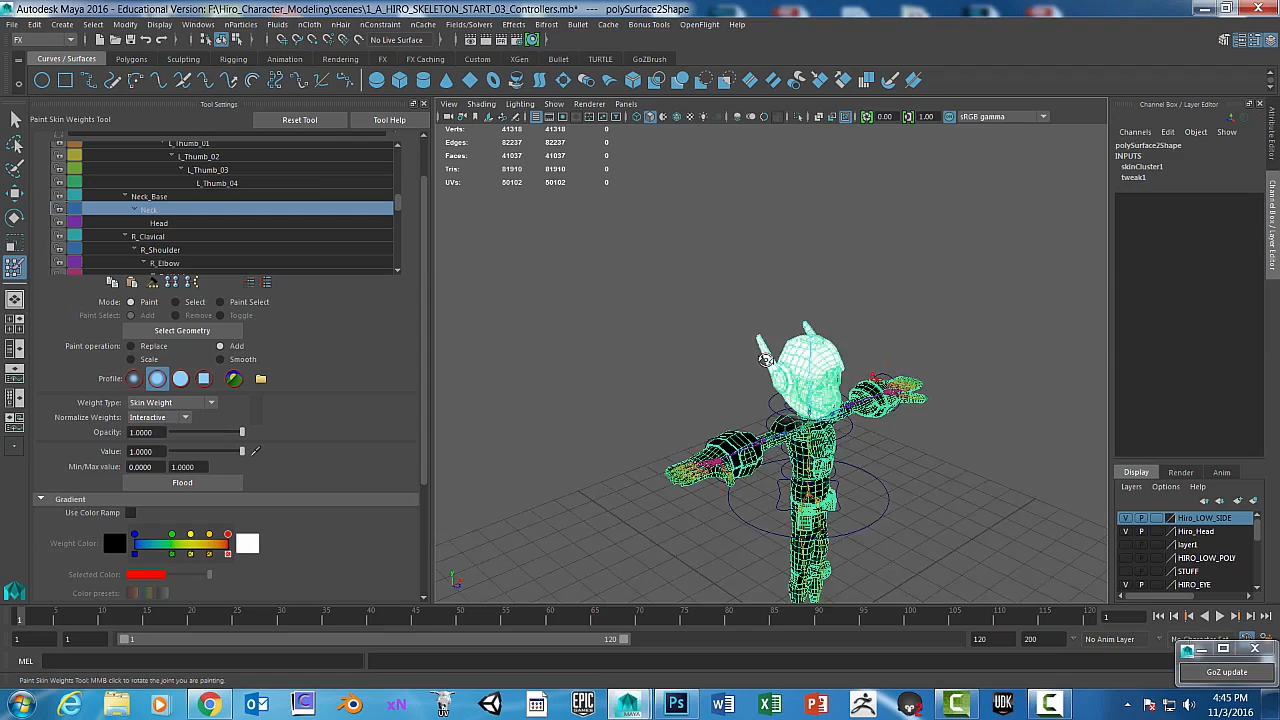 Autodesk Maya 2016 - Educational Version: F:\Hiro_Character_Modeling\scenes\1_A_HIRO_SKELETON_START_03_Controllers.mb* --- polySurface2Shape
File Edit Create Select Modify Display Windows nParticles Fluids nHair nConstraint nCache Fields/Solvers Effects Bifrost Bullet Cache Bonus Tools OpenFlight Help
FX No Live Surface
Curves / Surfaces Polygons Sculpting Rigging Animation Rendering FX FX Caching Custom XGen Bullet TURTLE GoZBrush
Tool Settings
Paint Skin Weights Tool Reset Tool Tool Help
L_Thumb_01
L_Thumb_02
L_Thumb_03
L_Thumb_04
Neck_Base
Neck
Head
R_Clavical
R_Shoulder
R_Elbow
Mode: Paint Select Paint Select
Paint Select: Add Remove Toggle
Select Geometry
Paint operation: Replace Add
Scale Smooth
Profile:
Weight Type: Skin Weight
Normalize Weights: Interactive
Opacity: 1.0000
Value: 1.0000
Min/Max value: 0.0000 1.0000
Flood
Gradient
Use Color Ramp
Weight Color:
Selected Color:
Color presets:
View Shading Lighting Show Renderer Panels
0.00 1.00 sRGB gamma
Verts: 41318 41318 0
Edges: 82237 82237 0
Faces: 41037 41037 0
Tris: 81910 81910 0
UVs: 50102 50102 0
Channel Box / Layer Editor
Channels Edit Object Show
polySurface2Shape
INPUTS
skinCluster1
tweak1
Attribute Editor
Channel Box / Layer Editor
Display Render Anim
Layers Options Help
V P Hiro_LOW_SIDE
V P Hiro_Head
layer1
HIRO_LOW_POLY
STUFF
V P HIRO_EYE
5 10 15 20 25 30 35 40 45 50 55 60 65 70 75 80 85 90 95 100 105 110 115 120 1
1 1 1 120 120 200 No Anim Layer No Character Set
MEL
GoZ update
Paint Skin Weights Tool: MMB click to rotate the joint you are painting.
4:45 PM
11/3/2016